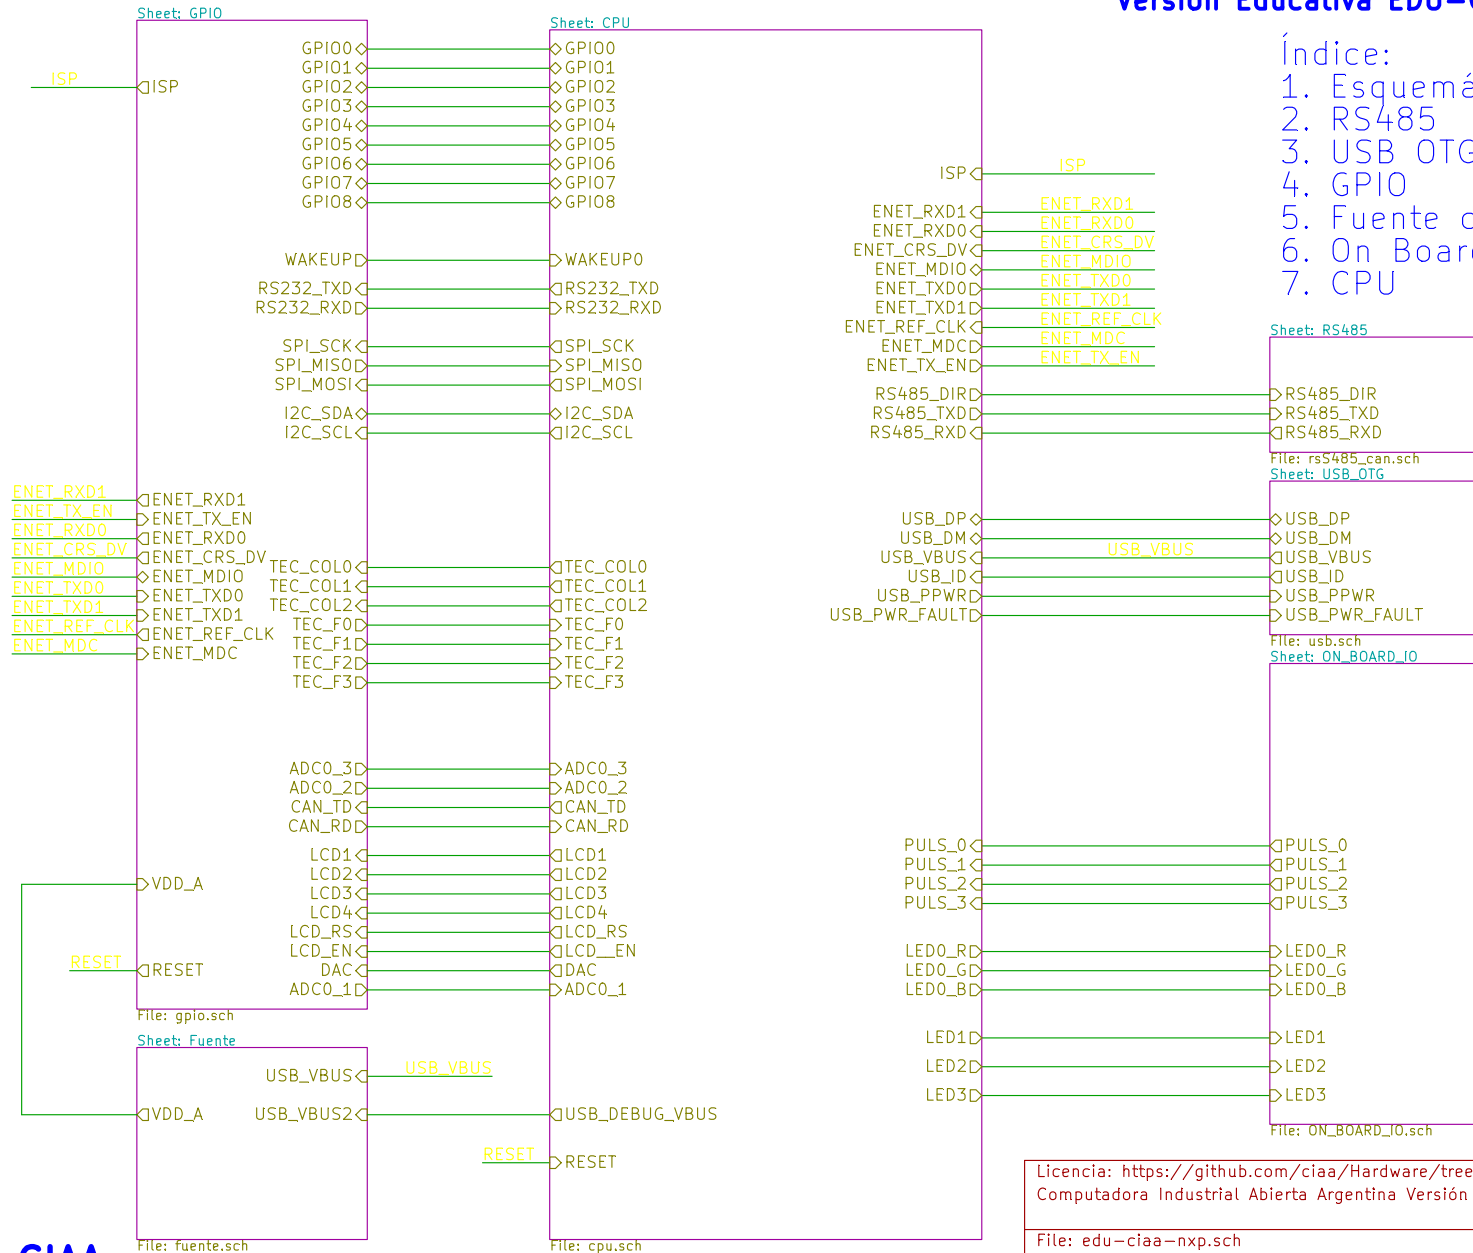 Versión Educativa
Índice:
1.
2. RS485
3. USB
4. GPIO
5. Fuente
6. On
7. CPU
Sheet: GPIO
ISP
ISP
GPIO0
GPIO1
GPIO2
GPIO3
GPIO4
GPIO5
GPIO6
GPIO7
GPIO8
WAKEUP
RS232_TXD
RS232_RXD
SPI_SCK
SPI_MISO
SPI_MOSI
I2C_SDA
I2C_SCL
ENET_RXD1 ENET_RXD1
ENET_TX_EN ENET_TX_EN
ENET_RXD0 ENET_RXD0
ENET_CRS_DV ENET_CRS_DV
ENET_MDIO ENET_MDIO
ENET_TXD0 ENET_TXD0
ENET_TXD1 ENET_TXD1
ENET_REF_CLK ENET_REF_CLK
ENET_MDC ENET_MDC
TEC_COL0
TEC_COL1
TEC_COL2
TEC_F0
TEC_F1
TEC_F2
TEC_F3
ADC0_3
ADC0_2
CAN_TD
CAN_RD
LCD1
LCD2
LCD3
LCD4
LCD_RS
LCD_EN
DAC
ADC0_1
VDD_A
RESET RESET
File: gpio.sch
Sheet: Fuente
USB_VBUS USB_VBUS
VDD_A USB_VBUS2
File: fuente.sch
CIAA
Sheet: CPU
GPIO0
GPIO1
GPIO2
GPIO3
GPIO4
GPIO5
GPIO6
GPIO7
GPIO8
WAKEUP0
RS232_TXD
RS232_RXD
SPI_SCK
SPI_MISO
SPI_MOSI
I2C_SDA
I2C_SCL
TEC_COL0
TEC_COL1
TEC_COL2
TEC_F0
TEC_F1
TEC_F2
TEC_F3
ADC0_3
ADC0_2
CAN_TD
CAN_RD
LCD1
LCD2
LCD3
LCD4
LCD_RS
LCD__EN
DAC
ADC0_1
USB_DEBUG_VBUS
RESET RESET
ISP ISP
ENET_RXD1 ENET_RXD1
ENET_RXD0 ENET_RXD0
ENET_CRS_DV ENET_CRS_DV
ENET_MDIO ENET_MDIO
ENET_TXD0 ENET_TXD0
ENET_TXD1 ENET_TXD1
ENET_REF_CLK ENET_REF_CLK
ENET_MDC ENET_MDC
ENET_TX_EN ENET_TX_EN
RS485_DIR
RS485_TXD
RS485_RXD
USB_DP
USB_DM
USB_VBUS USB_VBUS
USB_ID
USB_PPWR
USB_PWR_FAULT
PULS_0
PULS_1
PULS_2
PULS_3
LED0_R
LED0_G
LED0_B
LED1
LED2
LED3
File: cpu.sch
Sheet: RS485
RS485_DIR
RS485_TXD
RS485_RXD
File: rsS485_can.sch
Sheet: USB_OTG
USB_DP
USB_DM
USB_VBUS
USB_ID
USB_PPWR
USB_PWR_FAULT
File: usb.sch
Sheet: ON_BOARD_IO
PULS_0
PULS_1
PULS_2
PULS_3
LED0_R
LED0_G
LED0_B
LED1
LED2
LED3
File: ON_BOARD_IO.sch
Licencia: https://github.com/ciaa/Hardware/tree
Computadora Industrial Abierta Argentina Versión
File: edu-ciaa-nxp.sch